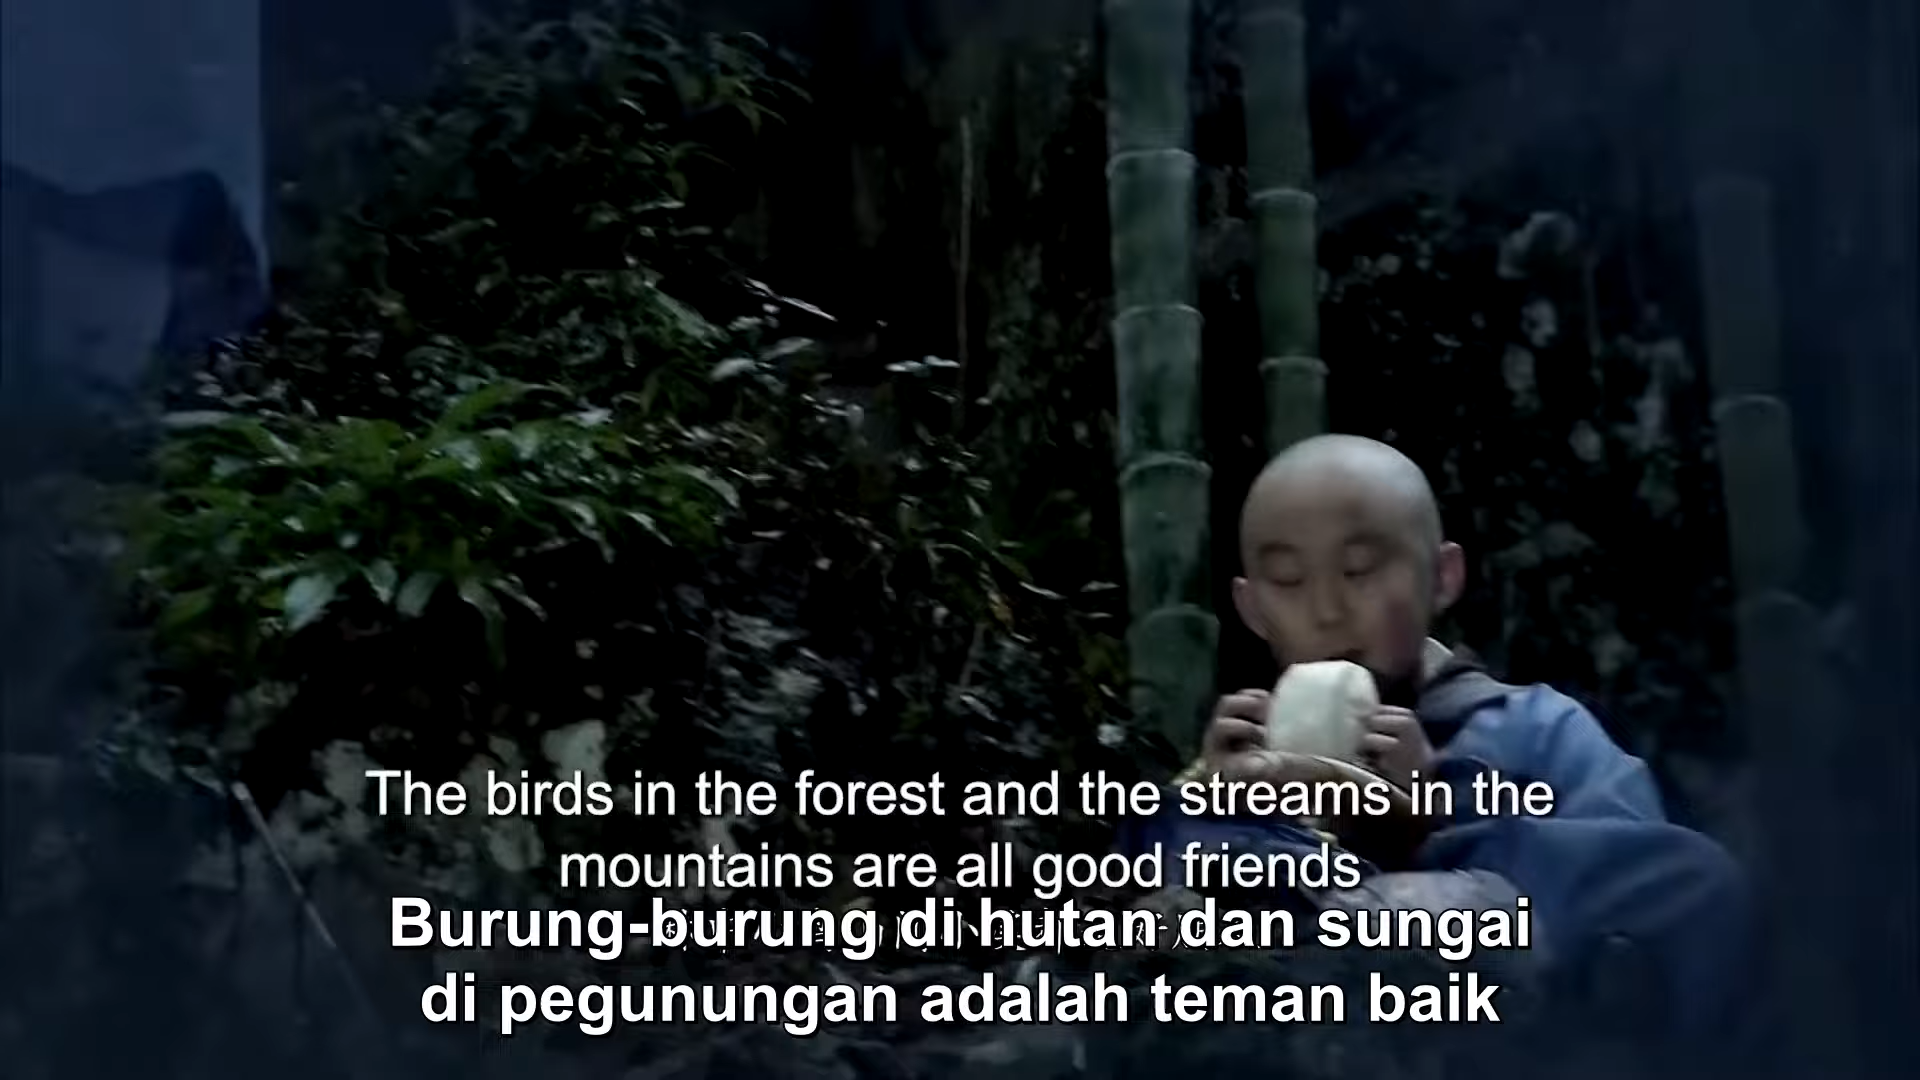 The birds in the forest and the streams in the
mountains are all good friends
Burung-burung di hutan dan sungai
di pegunungan adalah teman baik